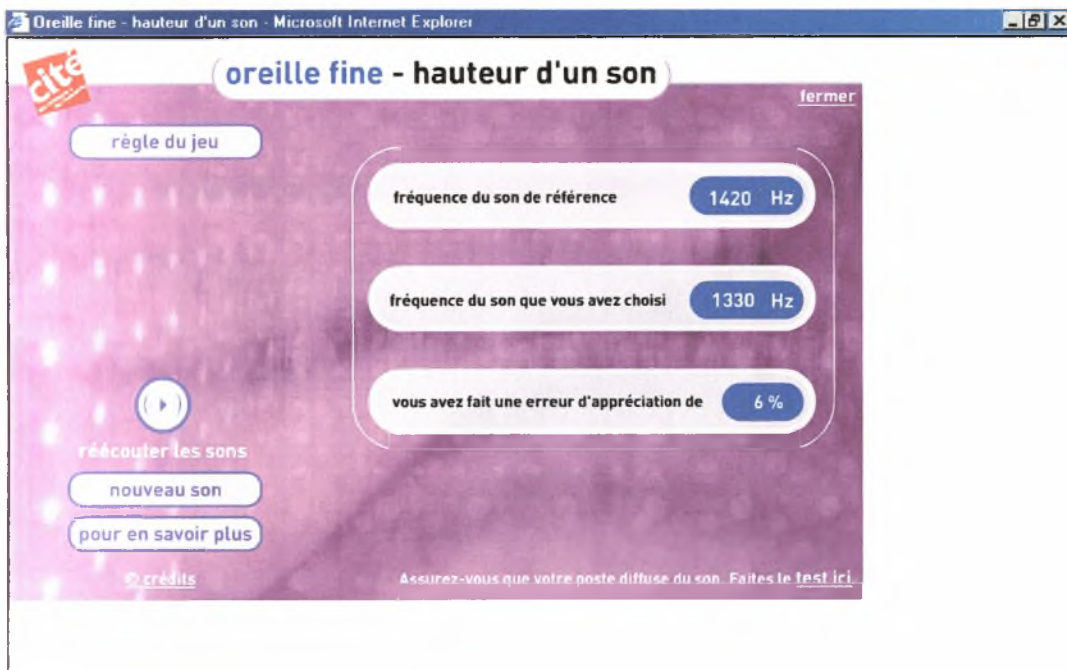 Oreille fine - hauteur d'un son - Microsoft Internet Explorer
cité
oreille fine - hauteur d'un son
fermer
règle du jeu
fréquence du son de référence 1420 Hz
fréquence du son que vous avez choisi 1330 Hz
vous avez fait une erreur d'appréciation de 6 %
réécouter les sons
nouveau son
pour en savoir plus
© crédits
Assurez-vous que votre poste diffuse du son. Faites le test ici.